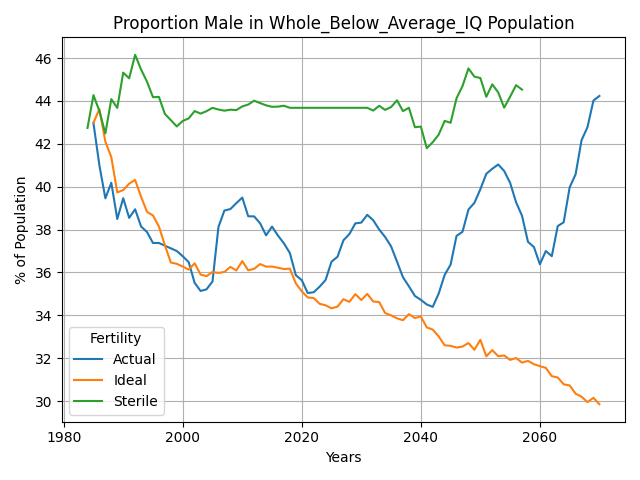 Proportion Male in Whole_Below_Average_IQ Population
% of Population
46
44
42
40
38
36
34
32
30
Fertility
Actual
Ideal
Sterile
1980
2000
2020
2040
2060
Years